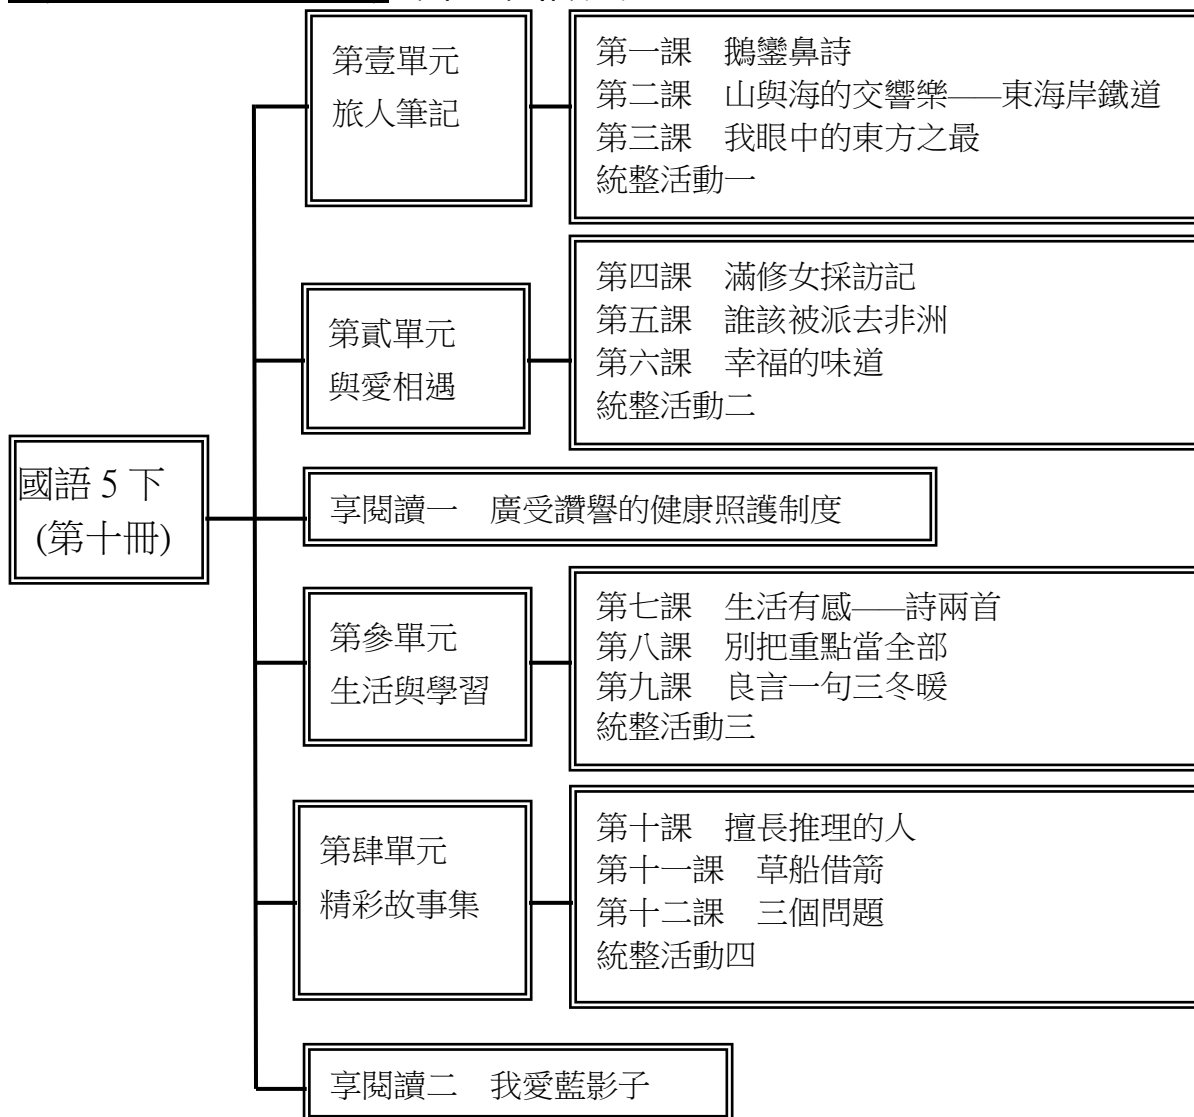 國語 5 下
(第十冊)
第壹單元
旅人筆記
第一課　鵝鑾鼻詩
第二課　山與海的交響樂——東海岸鐵道
第三課　我眼中的東方之最
統整活動一
第貳單元
與愛相遇
第四課　滿修女採訪記
第五課　誰該被派去非洲
第六課　幸福的味道
統整活動二
享閱讀一　廣受讚譽的健康照護制度
第參單元
生活與學習
第七課　生活有感——詩兩首
第八課　別把重點當全部
第九課　良言一句三冬暖
統整活動三
第肆單元
精彩故事集
第十課　擅長推理的人
第十一課　草船借箭
第十二課　三個問題
統整活動四
享閱讀二　我愛藍影子